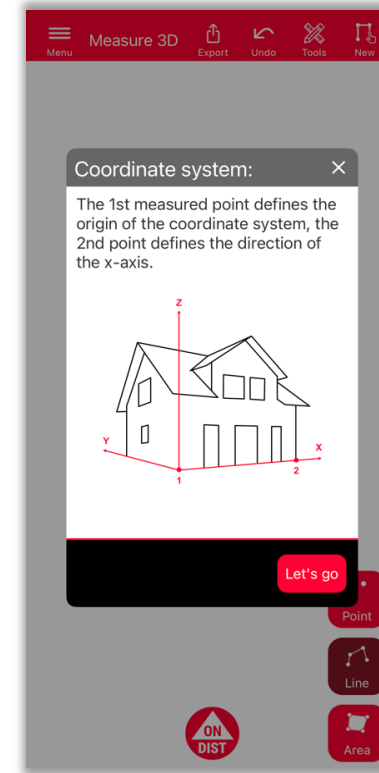 Measure 3D
Menu
Export
Undo
Tools
New
Coordinate system:
The 1st measured point defines the
origin of the coordinate system, the
2nd point defines the direction of
the x-axis.
Z
Y
X
1
2
Let's go
Point
Line
ON
DIST
Area